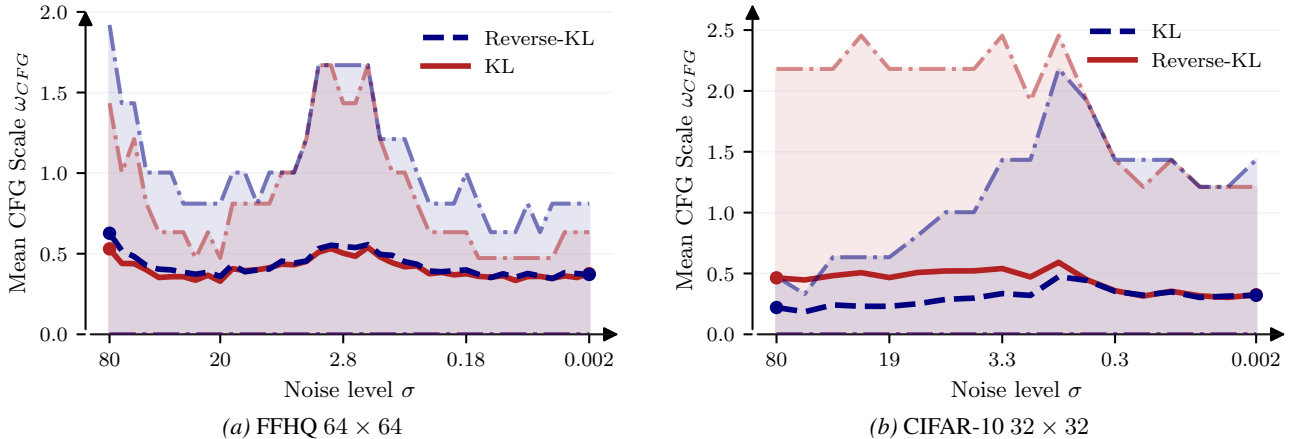 2.0
1.5
1.0
0.5
0.0
Mean CFG Scale ω_CFG
Reverse-KL
KL
80
20
2.8
0.18
0.002
Noise level σ
(a) FFHQ 64 × 64
2.5
2.0
1.5
1.0
0.5
0.0
Mean CFG Scale ω_CFG
KL
Reverse-KL
80
19
3.3
0.3
0.002
Noise level σ
(b) CIFAR-10 32 × 32